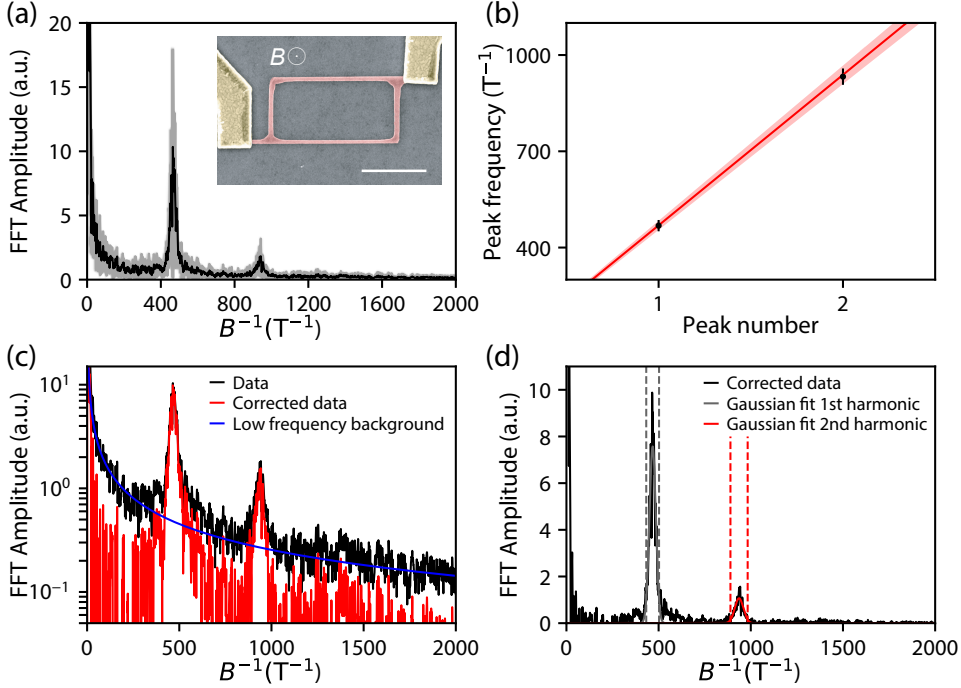 (a)
20
15
10
5
0
FFT Amplitude (a.u.)
B⊙
0 400 800 1200 1600 2000
B⁻¹(T⁻¹)
(b)
1000
700
400
Peak frequency (T⁻¹)
1 2
Peak number
(c)
10¹
10⁰
10⁻¹
FFT Amplitude (a.u.)
Data
Corrected data
Low frequency background
0 500 1000 1500 2000
B⁻¹(T⁻¹)
(d)
10
8
6
4
2
0
FFT Amplitude (a.u.)
Corrected data
Gaussian fit 1st harmonic
Gaussian fit 2nd harmonic
0 500 1000 1500 2000
B⁻¹(T⁻¹)